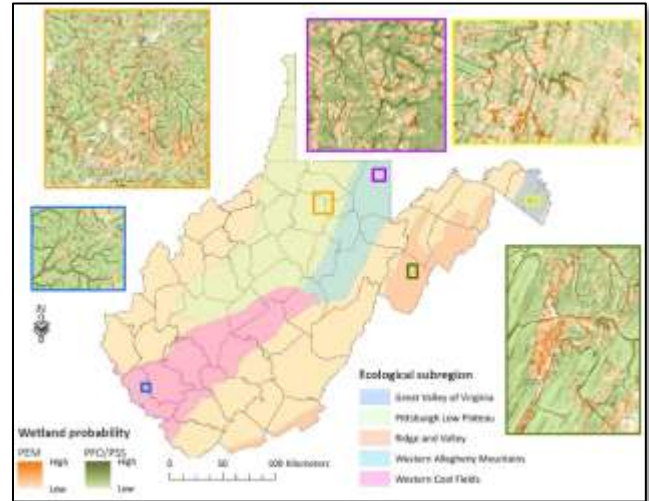 N
Ecological subregion
Great Valley of Virginia
Pittsburgh Low Plateau
Ridge and Valley
Western Allegheny Mountains
Western Coal Fields
Wetland probability
PEM PFO/PSS
High High
Low Low
0 50 100 Kilometers